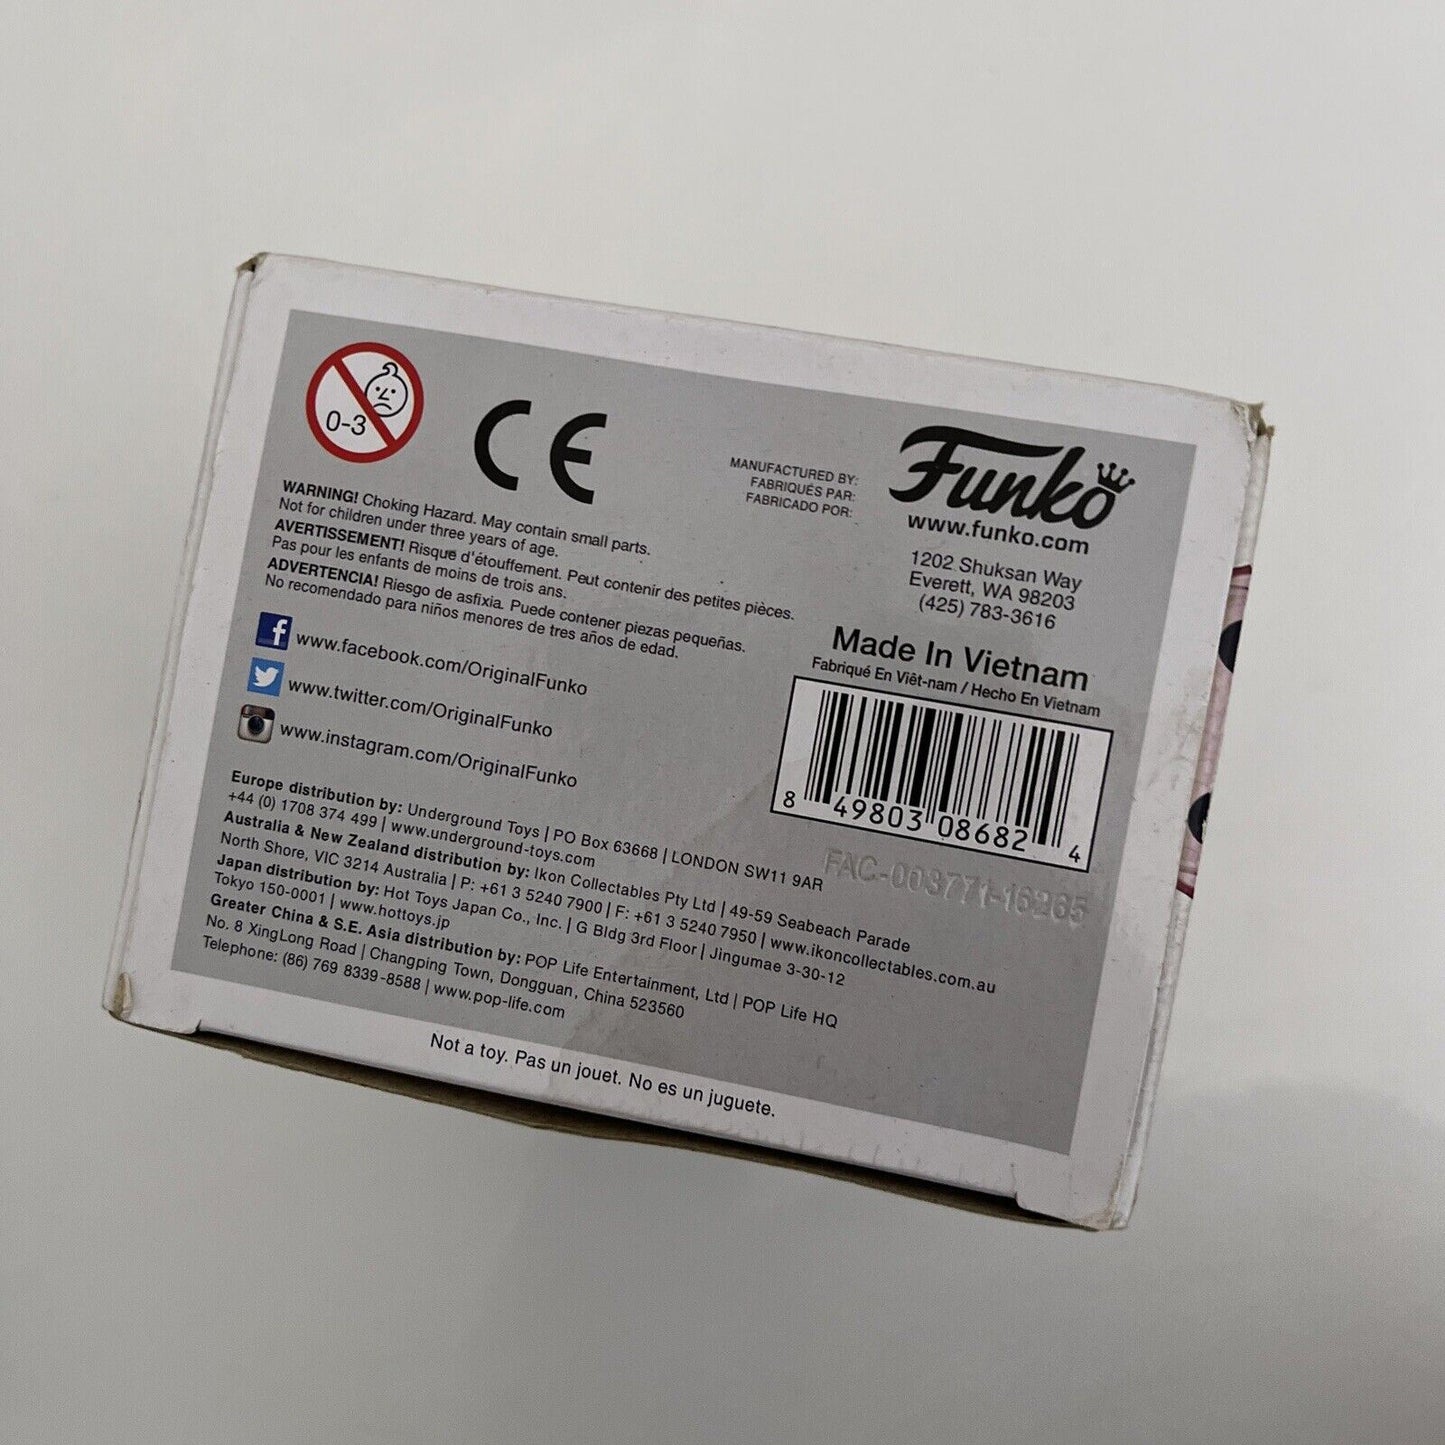 0-3
CE
WARNING! Choking Hazard. May contain small parts.
Not for children under three years of age.
AVERTISSEMENT! Risque d'étouffement. Peut contenir des petites pièces.
Pas pour les enfants de moins de trois ans.
ADVERTENCIA! Riesgo de asfixia. Puede contener piezas pequeñas.
No recomendado para niños menores de tres años de edad.
f www.facebook.com/OriginalFunko
www.twitter.com/OriginalFunko
www.instagram.com/OriginalFunko
MANUFACTURED BY:
FABRIQUÉS PAR:
FABRICADO POR:
Funko
www.funko.com
1202 Shuksan Way
Everett, WA 98203
(425) 783-3616
Made In Vietnam
Fabriqué En Viêt-nam / Hecho En Vietnam
8 49803 08682 4
FAC-003771-16265
Europe distribution by: Underground Toys | PO Box 63668 | LONDON SW11 9AR
+44 (0) 1708 374 499 | www.underground-toys.com
Australia & New Zealand distribution by: Ikon Collectables Pty Ltd | 49-59 Seabeach Parade
North Shore, VIC 3214 Australia | P: +61 3 5240 7900 | F: +61 3 5240 7950 | www.ikoncollectables.com.au
Japan distribution by: Hot Toys Japan Co., Inc. | G Bldg 3rd Floor | Jingumae 3-30-12
Tokyo 150-0001 | www.hottoys.jp
Greater China & S.E. Asia distribution by: POP Life Entertainment, Ltd | POP Life HQ
No. 8 XingLong Road | Changping Town, Dongguan, China 523560
Telephone: (86) 769 8339-8588 | www.pop-life.com
Not a toy. Pas un jouet. No es un juguete.